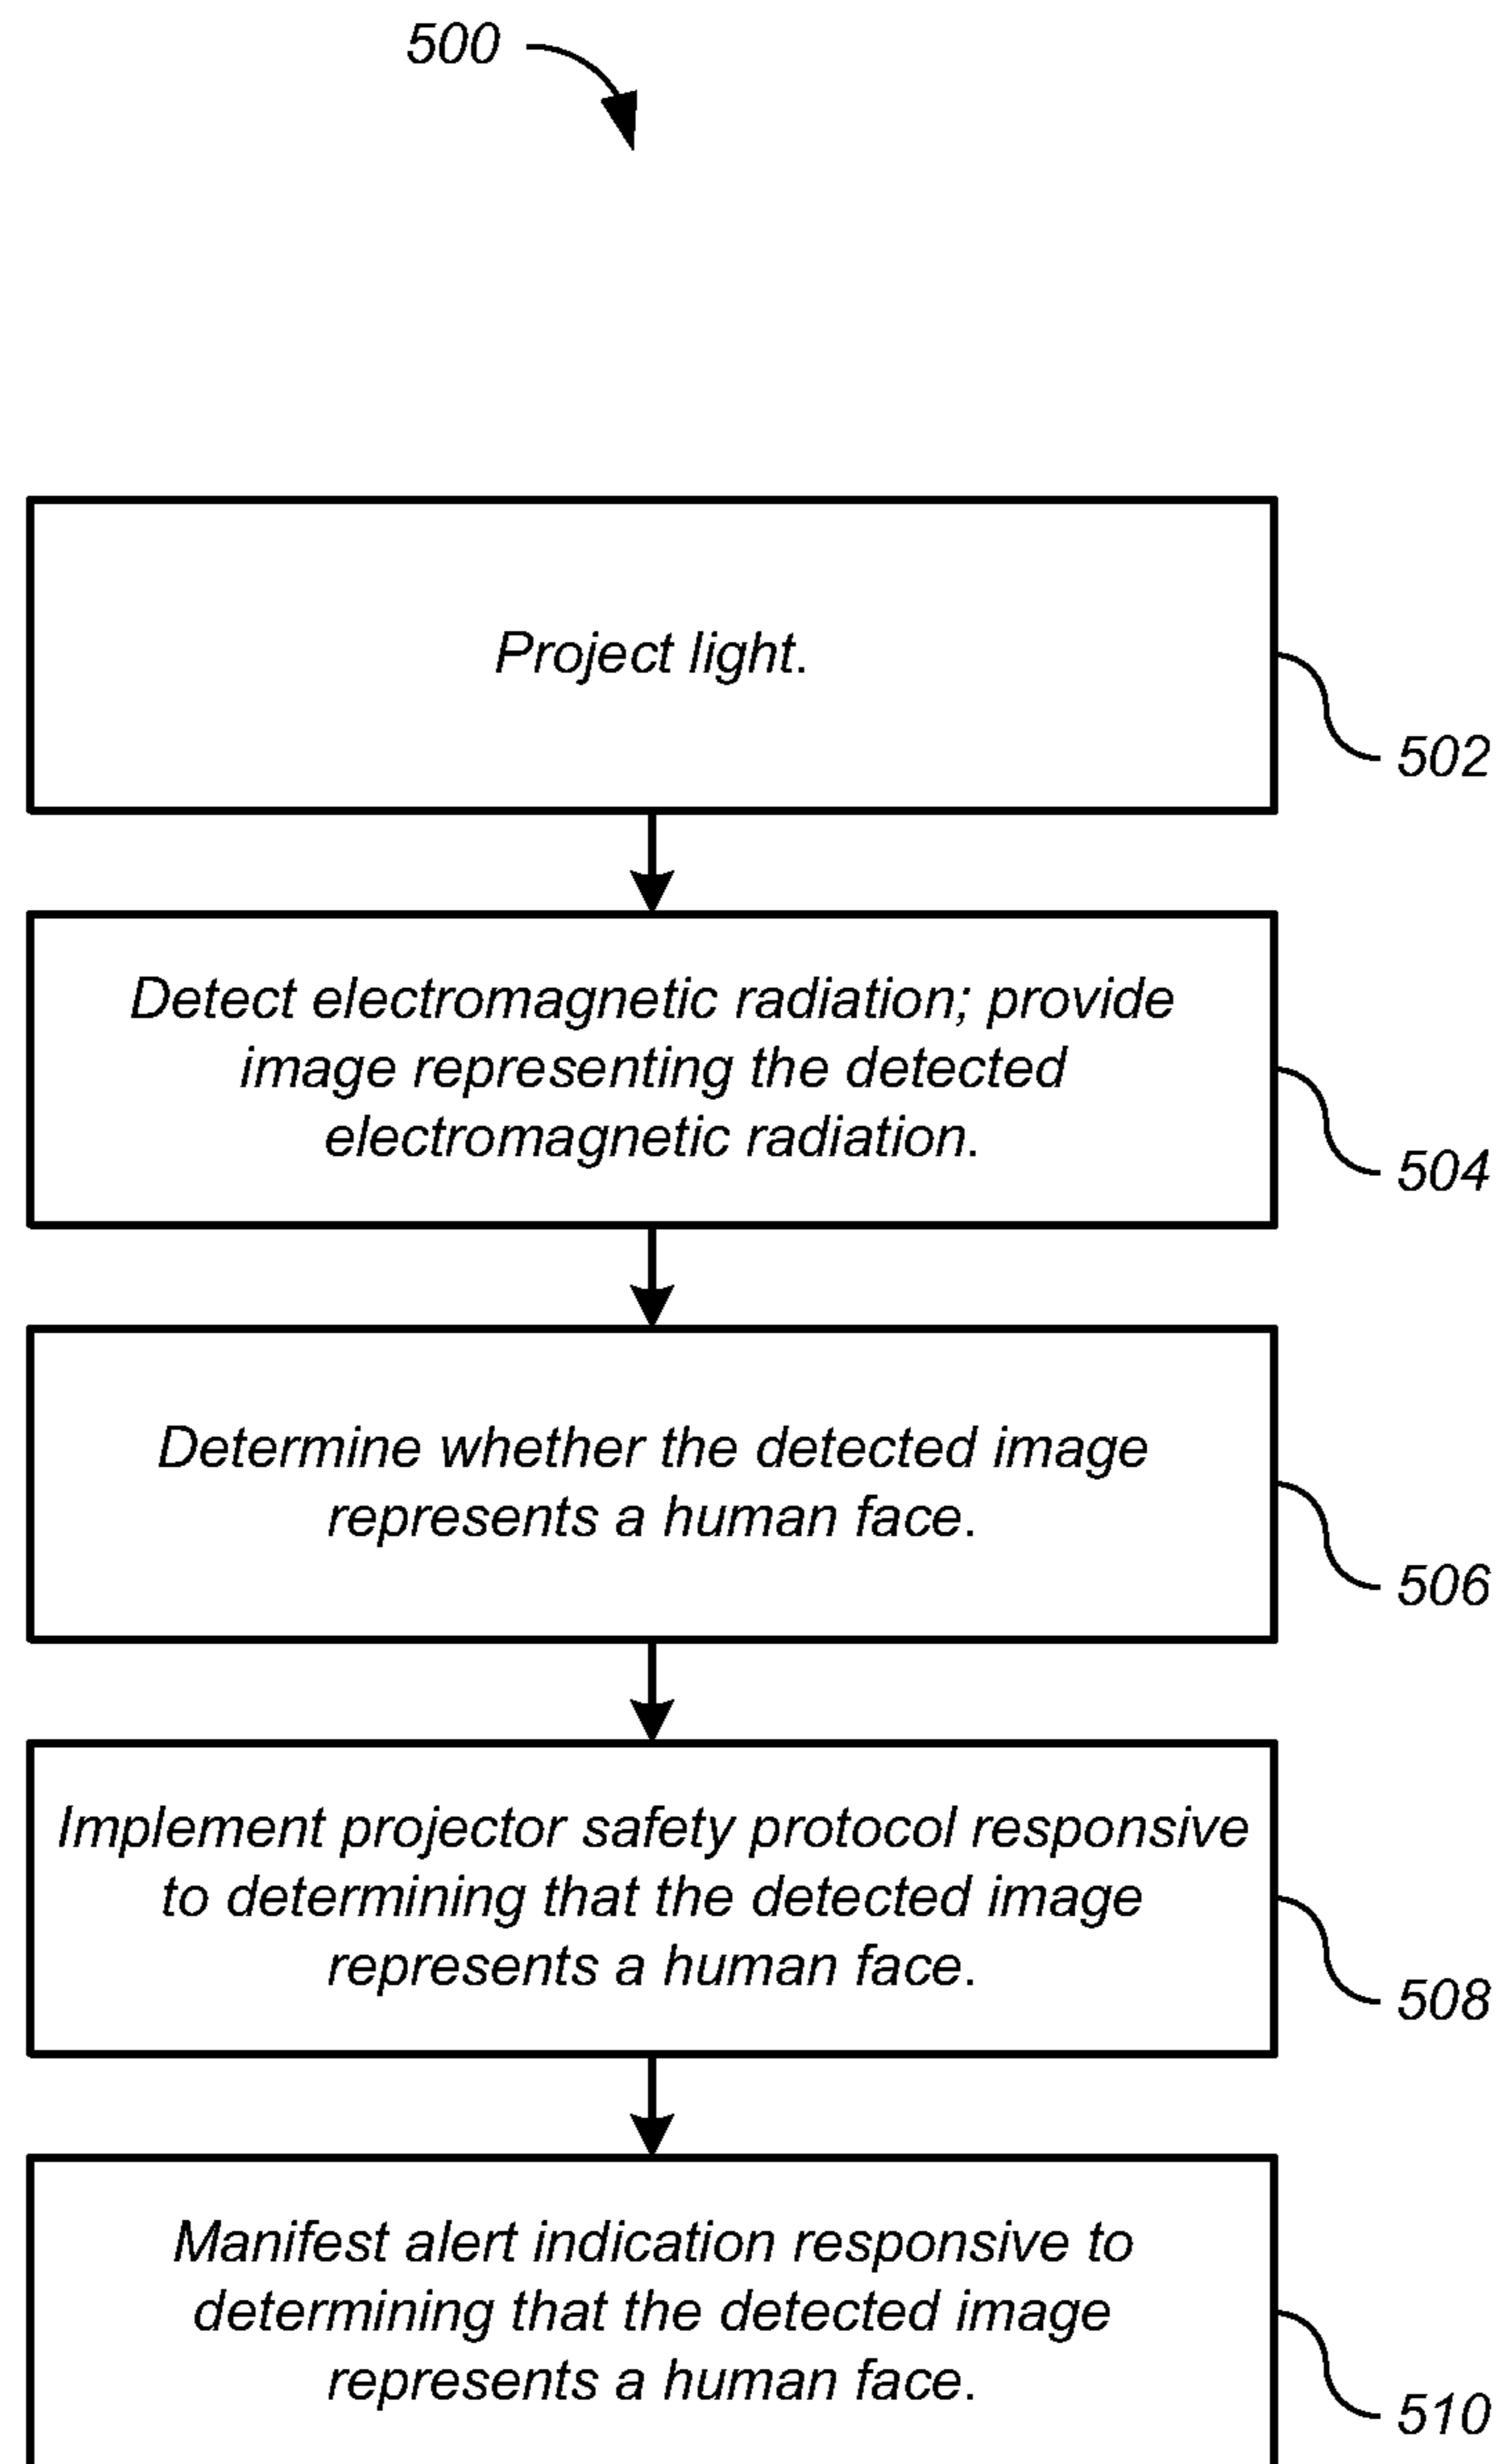 500
Project light.
502
Detect electromagnetic radiation; provide
image representing the detected
electromagnetic radiation.
504
Determine whether the detected image
represents a human face.
506
Implement projector safety protocol responsive
to determining that the detected image
represents a human face.
508
Manifest alert indication responsive to
determining that the detected image
represents a human face.
510